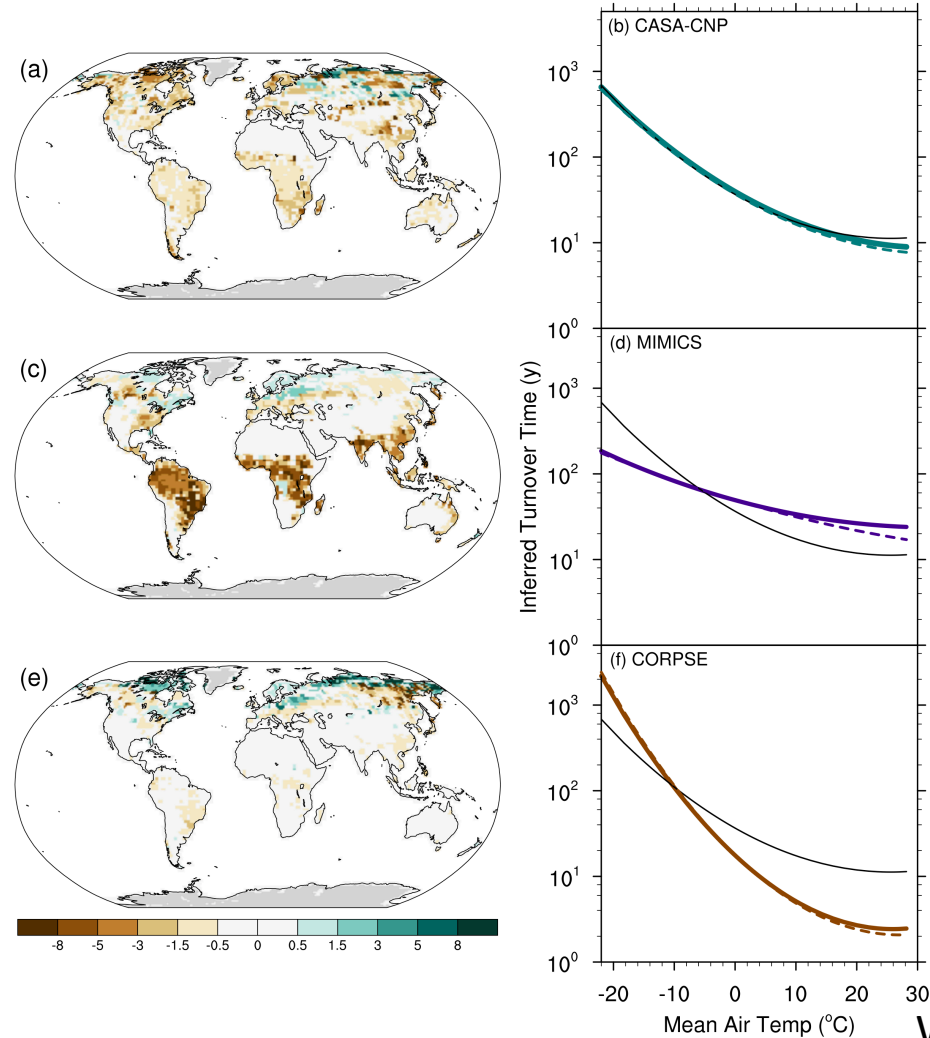 (a)
(b) CASA-CNP
10³
10²
10¹
10⁰
(c)
(d) MIMICS
10³
10²
10¹
10⁰
Inferred Turnover Time (y)
(e)
(f) CORPSE
10³
10²
10¹
10⁰
-8 -5 -3 -1.5 -0.5 0 0.5 1.5 3 5 8
-20 -10 0 10 20 30
Mean Air Temp (°C)